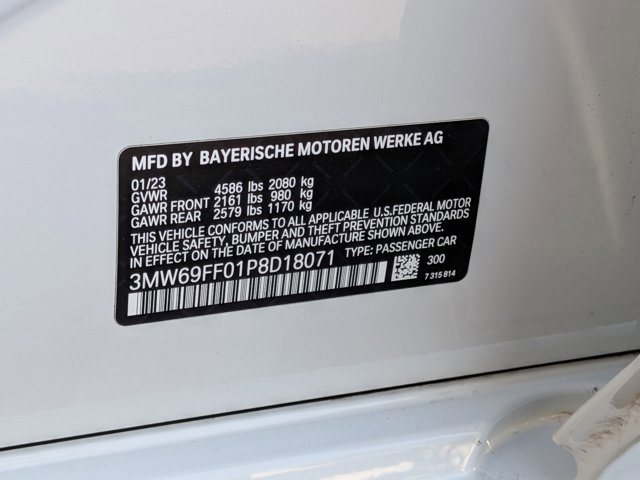 MFD BY BAYERISCHE MOTOREN WERKE AG
01/23
GVWR 4586 lbs 2080 kg
GAWR FRONT 2161 lbs 980 kg
GAWR REAR 2579 lbs 1170 kg
THIS VEHICLE CONFORMS TO ALL APPLICABLE U.S.FEDERAL MOTOR
VEHICLE SAFETY, BUMPER, AND THEFT PREVENTION STANDARDS
IN EFFECT ON THE DATE OF MANUFACTURE SHOWN ABOVE.
3MW69FF01P8D18071 TYPE: PASSENGER CAR
300
7 315 814